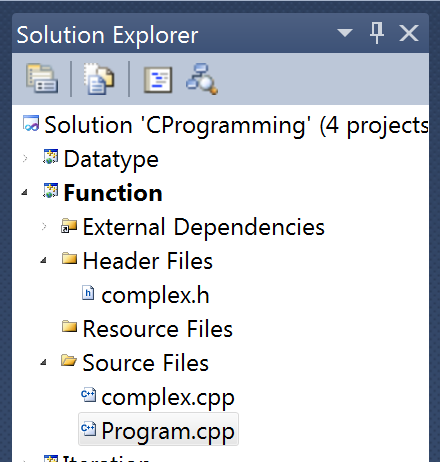 Solution Explorer
Solution 'CProgramming' (4 projects
Datatype
Function
External Dependencies
Header Files
complex.h
Resource Files
Source Files
complex.cpp
Program.cpp
Iteration